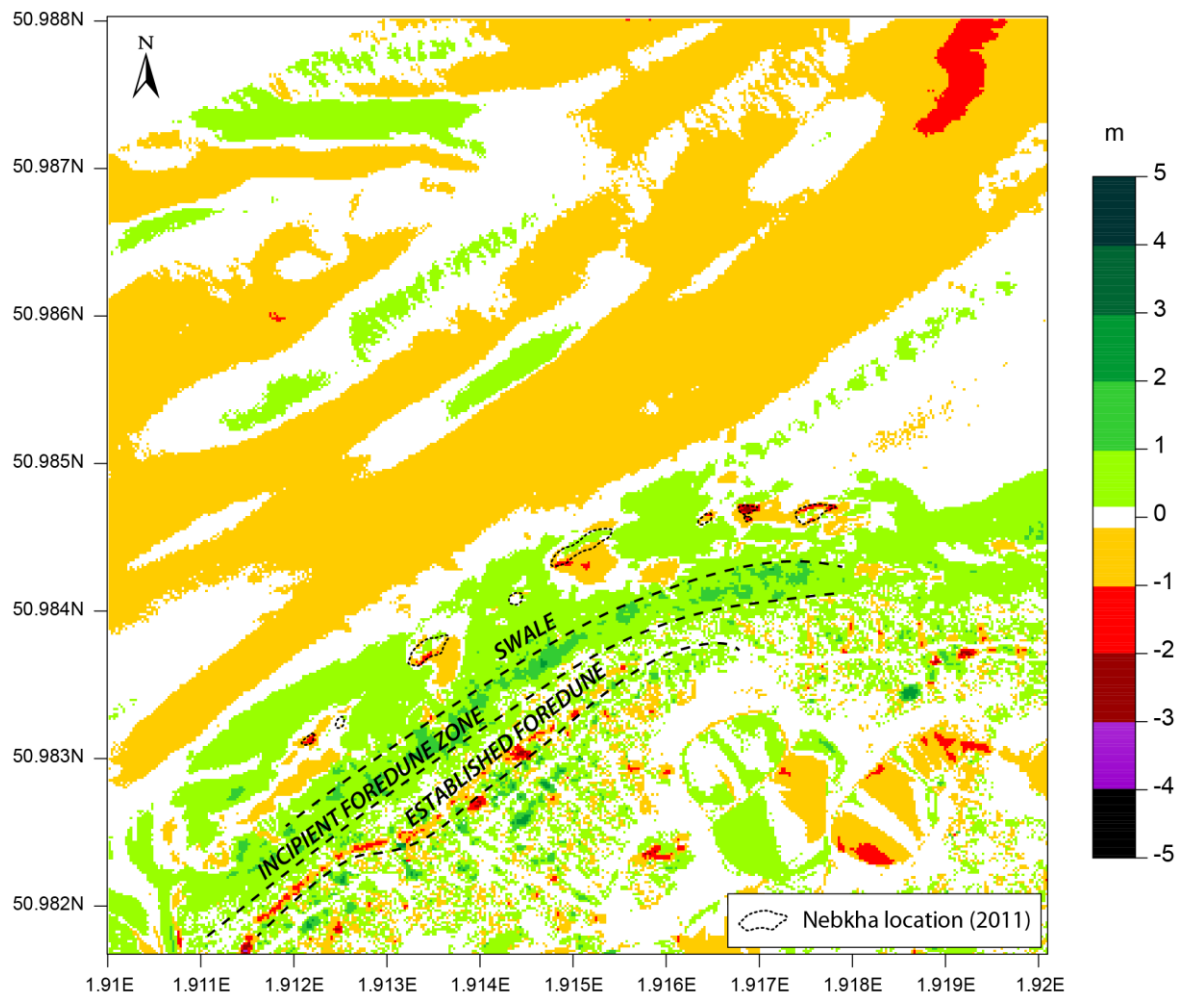 50.988N
N
50.987N
50.986N
50.985N
50.984N
50.983N
50.982N
SWALE
INCIPIENT FOREDUNE ZONE
ESTABLISHED FOREDUNE
Nebkha location (2011)
1.91E 1.911E 1.912E 1.913E 1.914E 1.915E 1.916E 1.917E 1.918E 1.919E 1.92E
m
5
4
3
2
1
0
-1
-2
-3
-4
-5